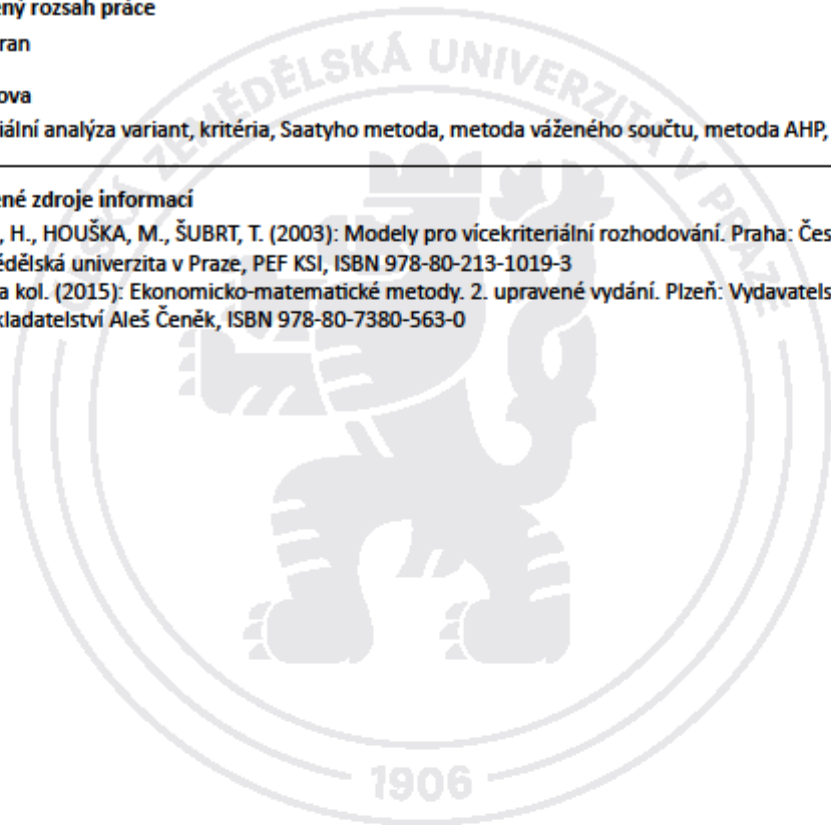 ený rozsah práce
ran
ova
iální analýza variant, kritéria, Saatyho metoda, metoda váženého součtu, metoda AHP,
ené zdroje informací
, H., HOUŠKA, M., ŠUBRT, T. (2003): Modely pro vícekriteriální rozhodování. Praha: Čes
ědělská univerzita v Praze, PEF KSI, ISBN 978-80-213-1019-3
a kol. (2015): Ekonomicko-matematické metody. 2. upravené vydání. Plzeň: Vydavatels
kladatelství Aleš Čeněk, ISBN 978-80-7380-563-0
ČESKÁ ZEMĚDĚLSKÁ UNIVERZITA V PRAZE
1906